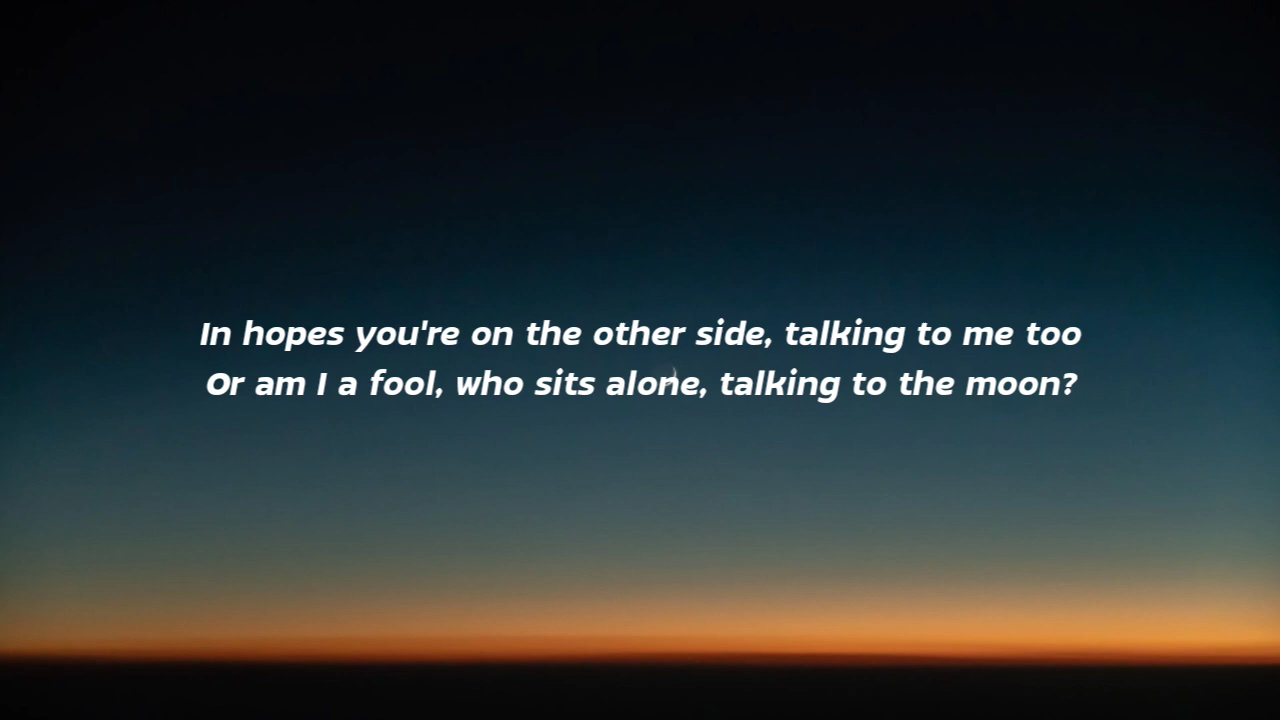 In hopes you're on the other side, talking to me too
Or am I a fool, who sits alone, talking to the moon?